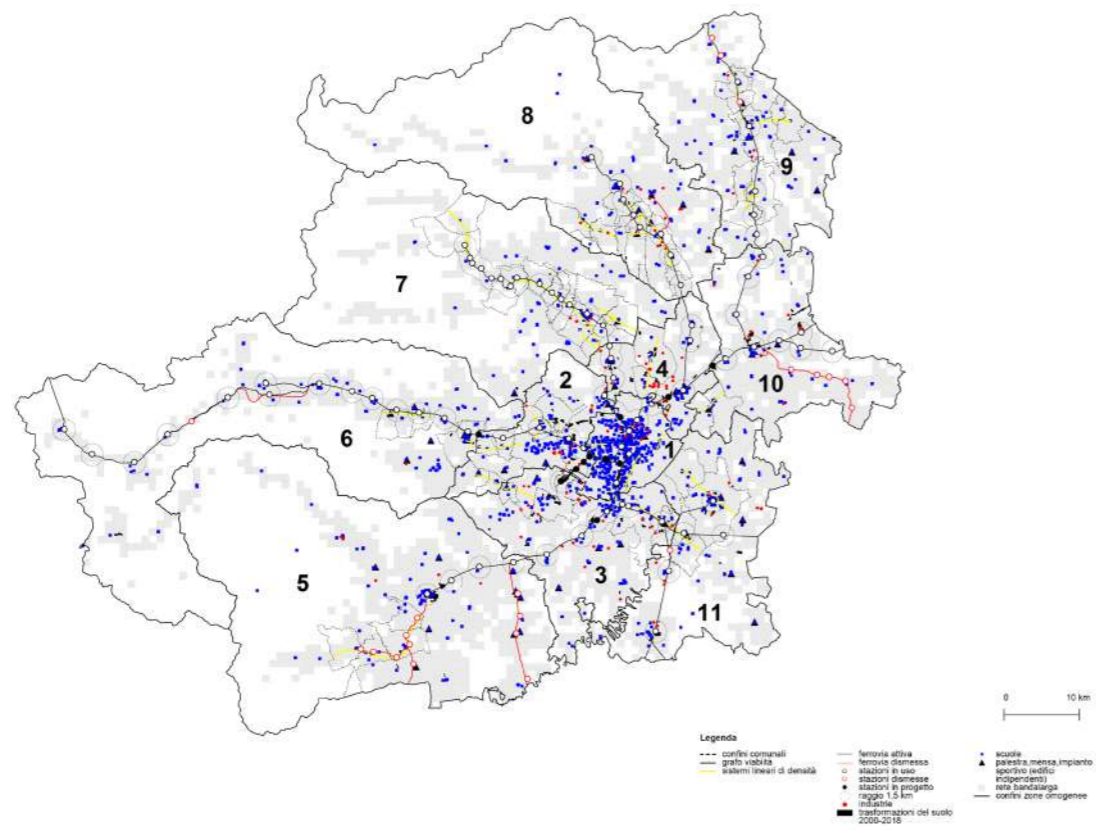 8
9
7
2
4
10
6
1
5
3
11
0 10 km
Legenda
confini comunali
grafo viabilità
sistemi lineari di densità
ferrovia attiva
ferrovia dismessa
stazioni in uso
stazioni dismesse
stazioni in progetto
raggio 1.5 km
industrie
trasformazioni del suolo
2000-2018
scuole
palestra,mensa,impianto
sportivo (edifici
indipendenti)
rete bandalarga
confini zone omogenee